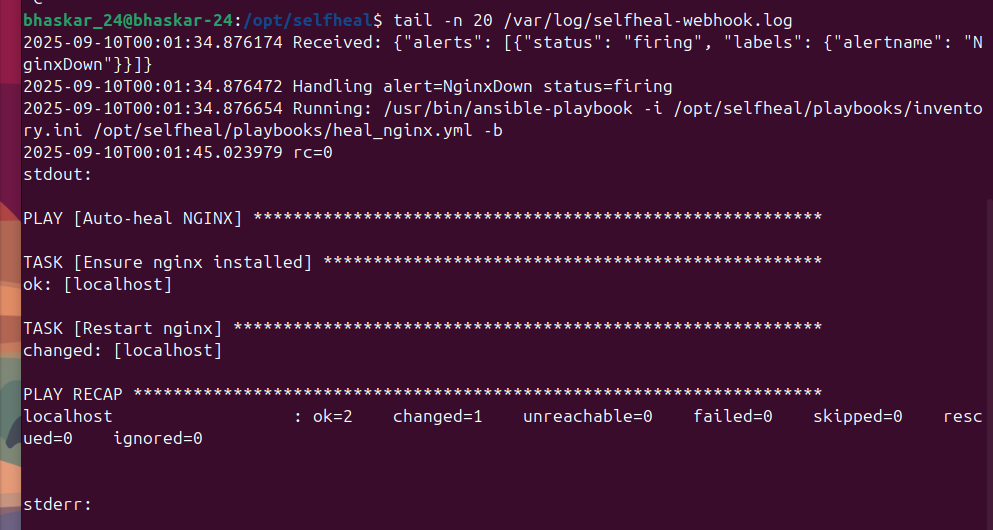 bhaskar_24@bhaskar-24:/opt/selfheal$ tail -n 20 /var/log/selfheal-webhook.log
2025-09-10T00:01:34.876174 Received: {"alerts": [{"status": "firing", "labels": {"alertname": "N
ginxDown"}}]}
2025-09-10T00:01:34.876472 Handling alert=NginxDown status=firing
2025-09-10T00:01:34.876654 Running: /usr/bin/ansible-playbook -i /opt/selfheal/playbooks/invento
ry.ini /opt/selfheal/playbooks/heal_nginx.yml -b
2025-09-10T00:01:45.023979 rc=0
stdout:
PLAY [Auto-heal NGINX] *********************************************************
TASK [Ensure nginx installed] **************************************************
ok: [localhost]
TASK [Restart nginx] ***********************************************************
changed: [localhost]
PLAY RECAP *********************************************************************
localhost                  : ok=2    changed=1    unreachable=0    failed=0    skipped=0    resc
ued=0    ignored=0
stderr: